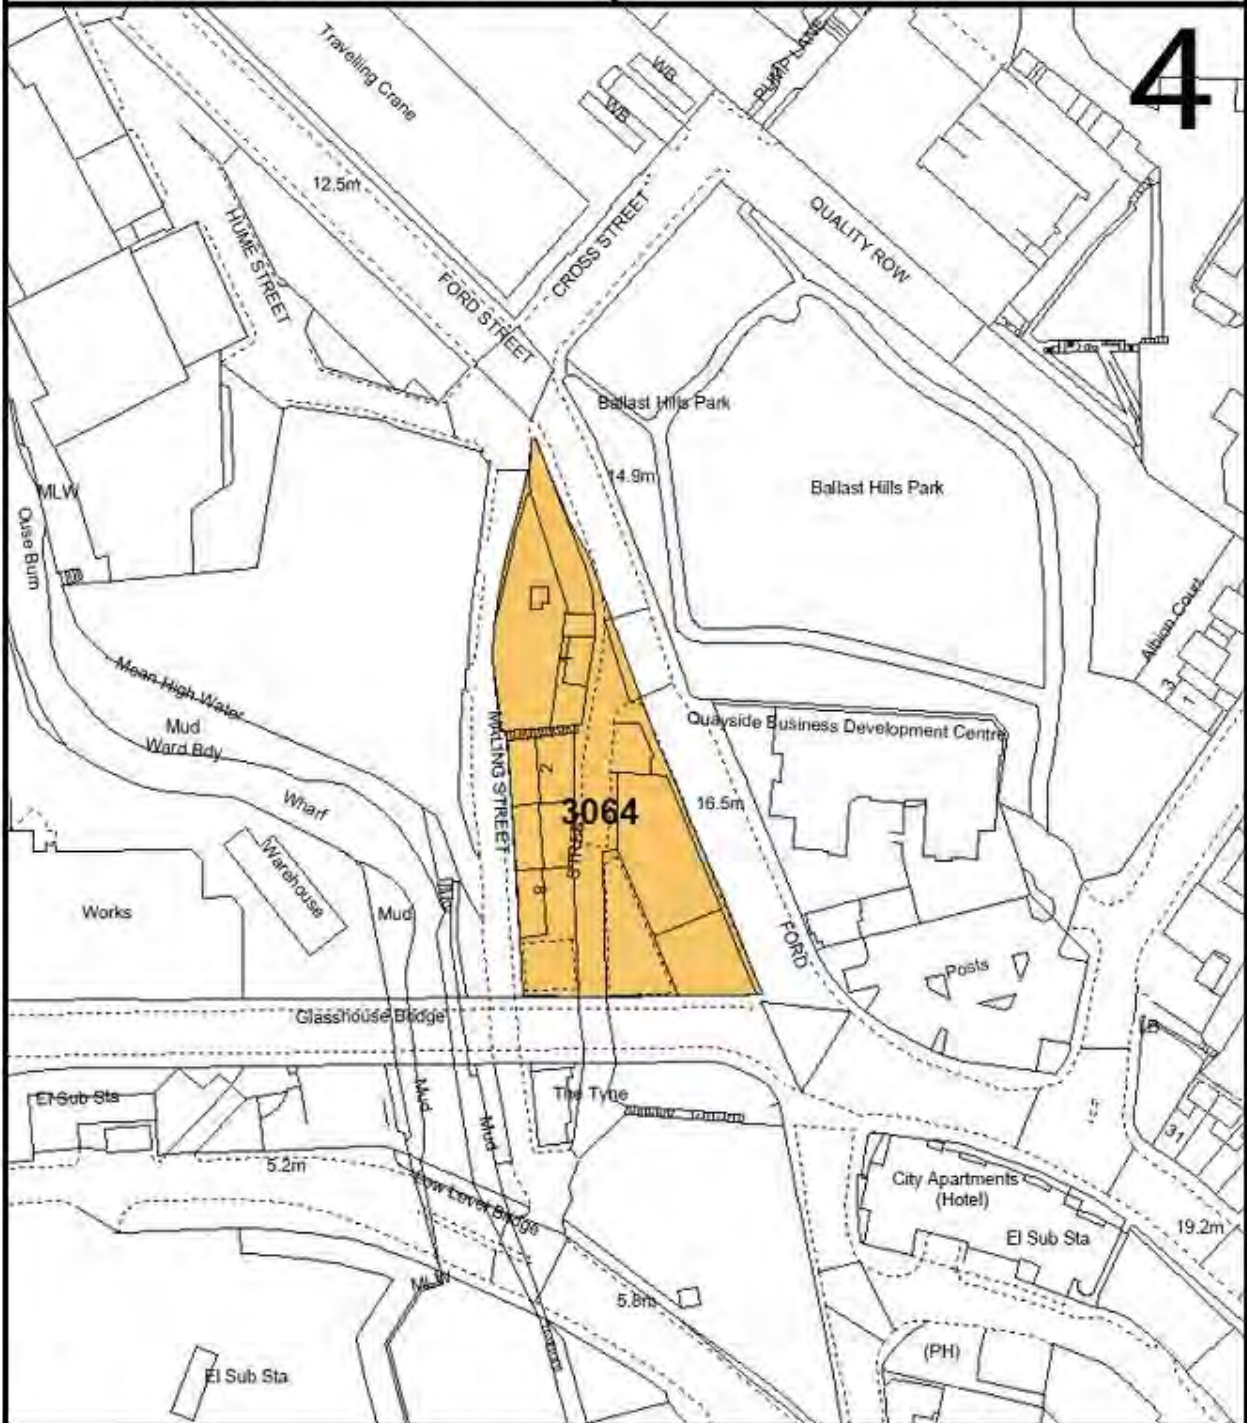 4
Travelling Crane
WB
WB
PUMP LANE
12.5m
HUME STREET
FORD STREET
CROSS STREET
QUALITY ROW
Ballast Hills Park
14.9m
Ballast Hills Park
MLW
Ouse Burn
Albion Court
3
1
Mean High Water
Mud
Ward Bdy
Wharf
MALING STREET
1
2
3064
STREET
8
Quayside Business Development Centre
16.5m
Warehouse
Works
Mud
FORD
Posts
Glasshouse Bridge
LB
El Sub Sta
Mud
Mud
The Tyne
31
5.2m
Low Level Bridge
City Apartments
(Hotel)
El Sub Sta
19.2m
MLW
5.8m
(PH)
El Sub Sta